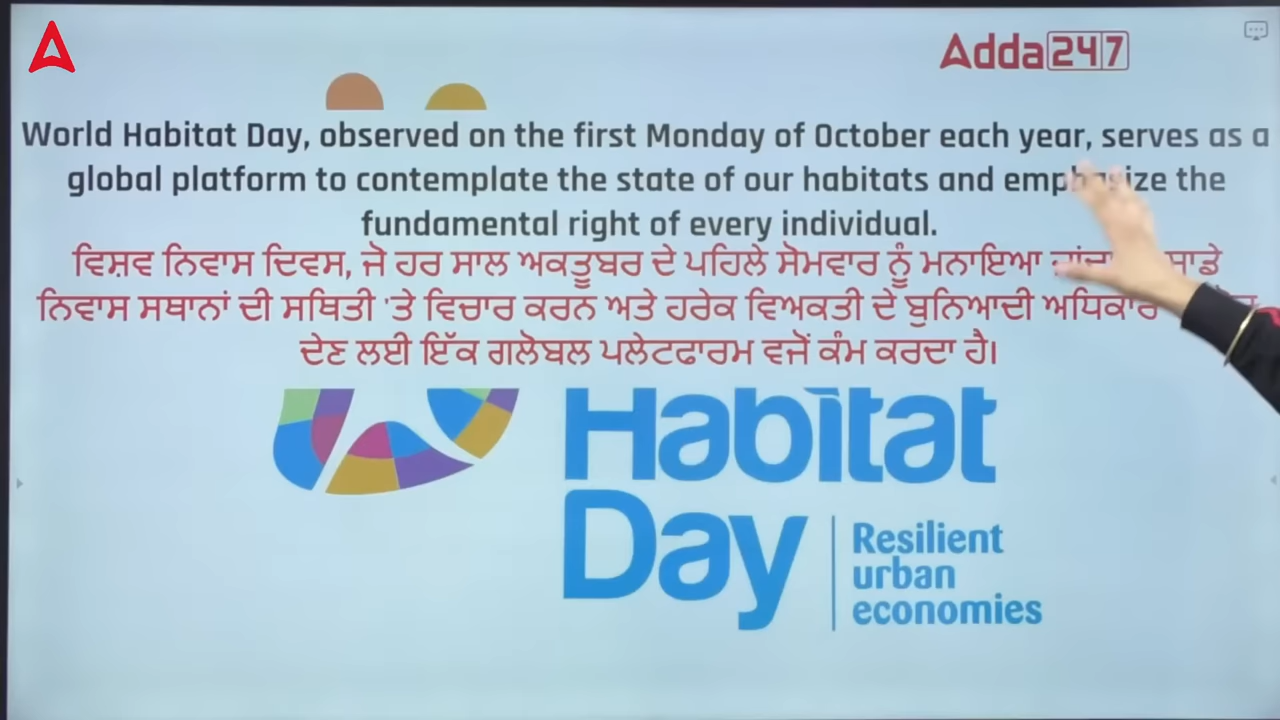 Adda247
World Habitat Day, observed on the first Monday of October each year, serves as a
global platform to contemplate the state of our habitats and emphasize the
fundamental right of every individual.
ਵਿਸ਼ਵ ਨਿਵਾਸ ਦਿਵਸ, ਜੋ ਹਰ ਸਾਲ ਅਕਤੂਬਰ ਦੇ ਪਹਿਲੇ ਸੋਮਵਾਰ ਨੂੰ ਮਨਾਇਆ ਸਾਡੇ
ਨਿਵਾਸ ਸਥਾਨਾਂ ਦੀ ਸਥਿਤੀ 'ਤੇ ਵਿਚਾਰ ਕਰਨ ਅਤੇ ਹਰੇਕ ਵਿਅਕਤੀ ਦੇ ਬੁਨਿਆਦੀ ਅਧਿਕਾਰ
ਦੇਣ ਲਈ ਇੱਕ ਗਲੋਬਲ ਪਲੇਟਫਾਰਮ ਵਜੋਂ ਕੰਮ ਕਰਦਾ ਹੈ।
Habitat
Day
Resilient
urban
economies